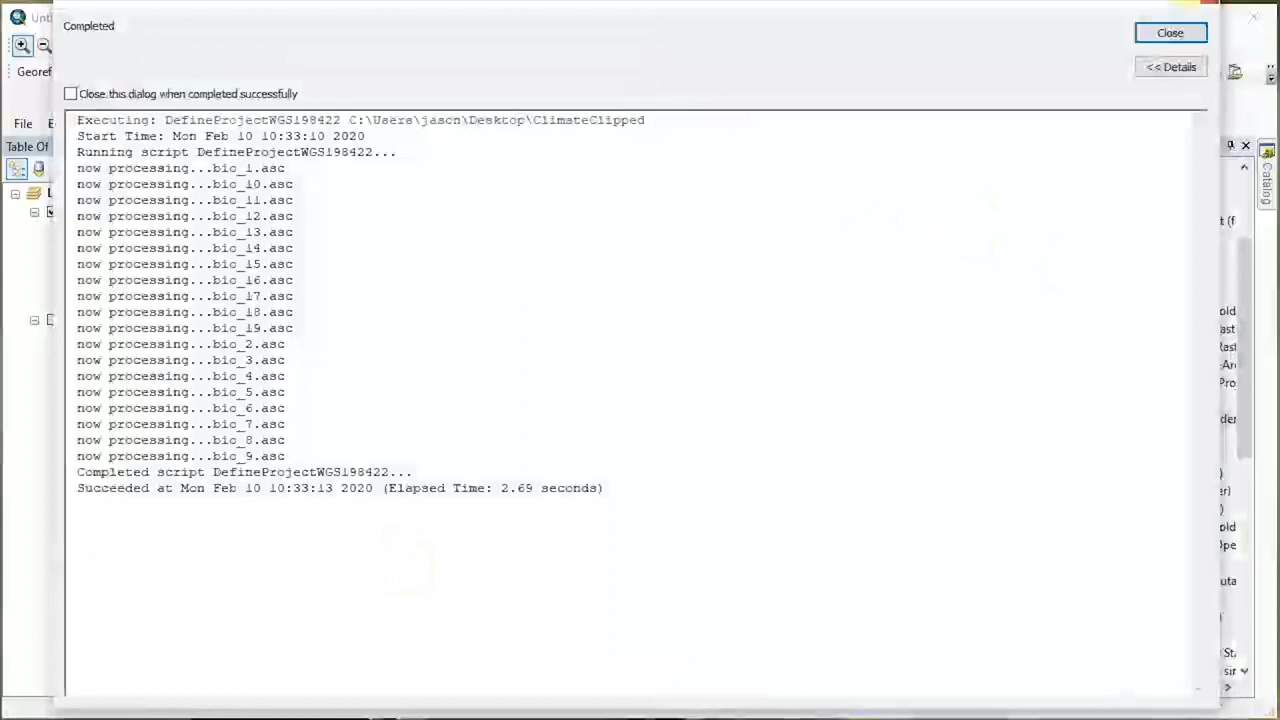 Unt
Completed
Close
Georef
<< Details
Close this dialog when completed successfully
File
Table Of
Catalog
Executing: DefineProjectWGS198422 C:\Users\jason\Desktop\ClimateClipped
Start Time: Mon Feb 10 10:33:10 2020
Running script DefineProjectWGS198422...
now processing...bio_1.asc
now processing...bio_10.asc
now processing...bio_11.asc
now processing...bio_12.asc
now processing...bio_13.asc
now processing...bio_14.asc
now processing...bio_15.asc
now processing...bio_16.asc
now processing...bio_17.asc
now processing...bio_18.asc
now processing...bio_19.asc
now processing...bio_2.asc
now processing...bio_3.asc
now processing...bio_4.asc
now processing...bio_5.asc
now processing...bio_6.asc
now processing...bio_7.asc
now processing...bio_8.asc
now processing...bio_9.asc
Completed script DefineProjectWGS198422...
Succeeded at Mon Feb 10 10:33:13 2020 (Elapsed Time: 2.69 seconds)